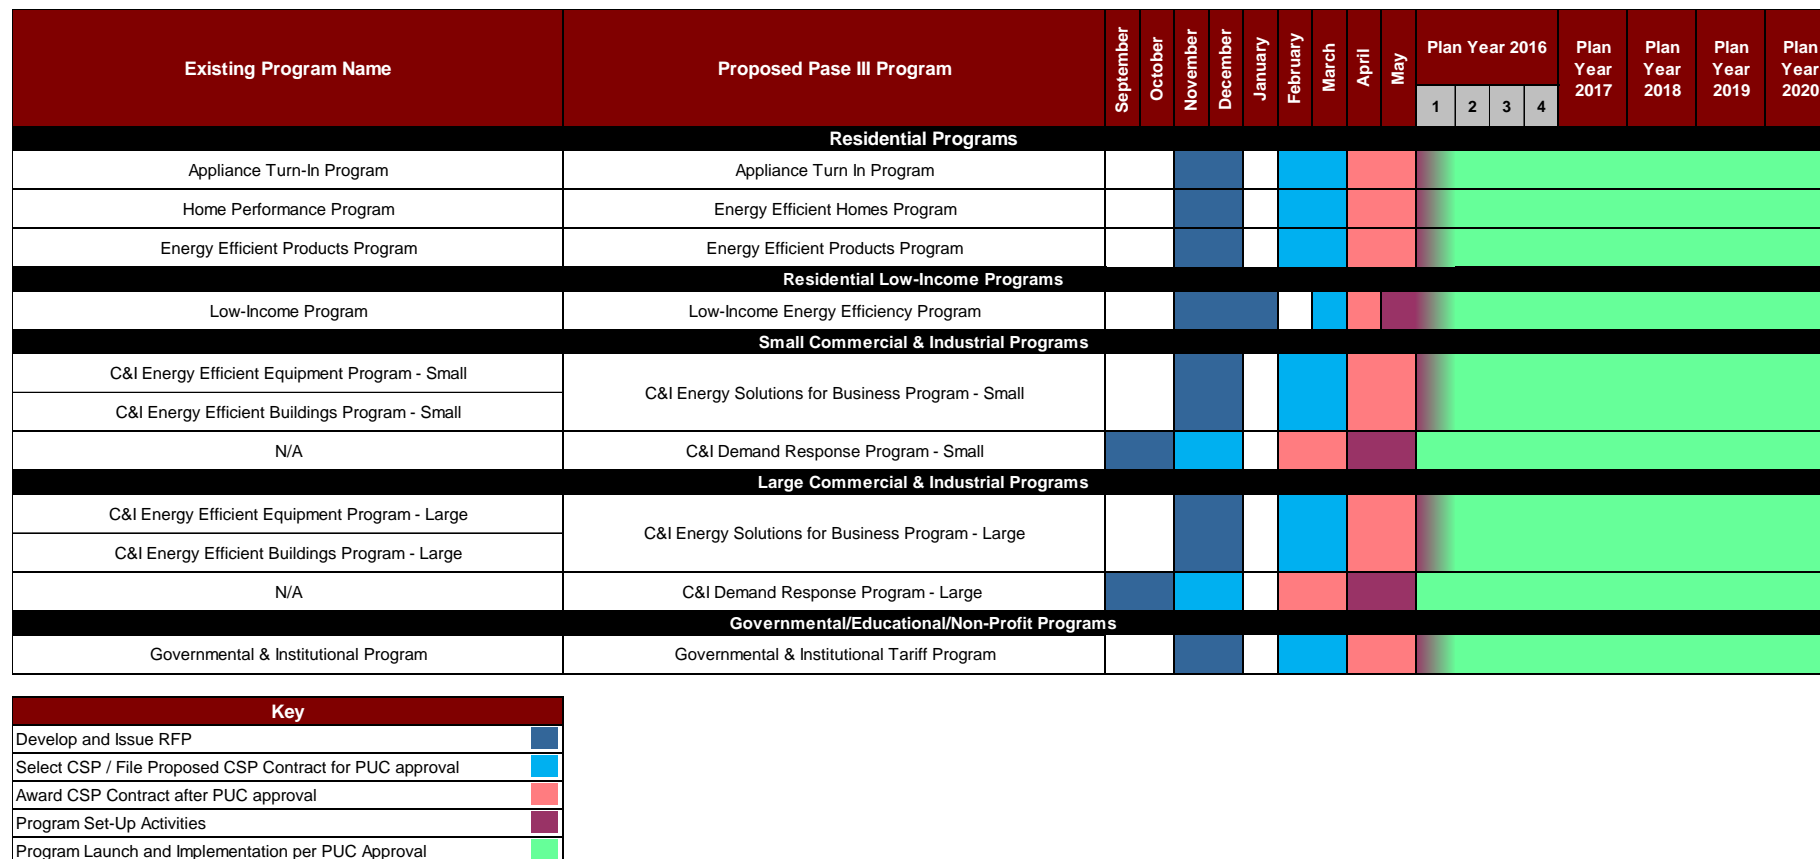 Existing Program Name
Proposed Pase III Program
September
October
November
December
January
February
March
April
May
Plan Year 2016
1 2 3 4
Plan
Year
2017
Plan
Year
2018
Plan
Year
2019
Plan
Year
2020
Residential Programs
Appliance Turn-In Program
Appliance Turn In Program
Home Performance Program
Energy Efficient Homes Program
Energy Efficient Products Program
Energy Efficient Products Program
Residential Low-Income Programs
Low-Income Program
Low-Income Energy Efficiency Program
Small Commercial & Industrial Programs
C&I Energy Efficient Equipment Program - Small
C&I Energy Efficient Buildings Program - Small
C&I Energy Solutions for Business Program - Small
N/A
C&I Demand Response Program - Small
Large Commercial & Industrial Programs
C&I Energy Efficient Equipment Program - Large
C&I Energy Efficient Buildings Program - Large
C&I Energy Solutions for Business Program - Large
N/A
C&I Demand Response Program - Large
Governmental/Educational/Non-Profit Programs
Governmental & Institutional Program
Governmental & Institutional Tariff Program
Key
Develop and Issue RFP
Select CSP / File Proposed CSP Contract for PUC approval
Award CSP Contract after PUC approval
Program Set-Up Activities
Program Launch and Implementation per PUC Approval